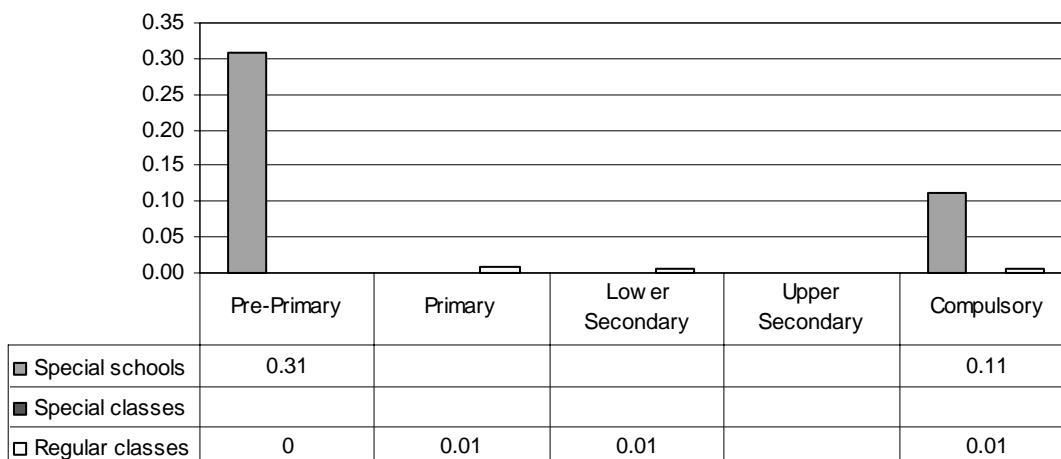 0.35
0.30
0.25
0.20
0.15
0.10
0.05
0.00
Pre-Primary Primary Lower Secondary Upper Secondary Compulsory
Special schools 0.31 0.11
Special classes
Regular classes 0 0.01 0.01 0.01